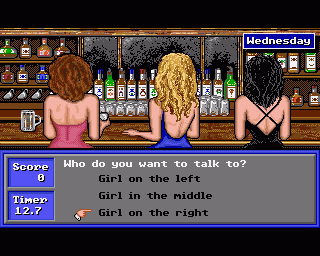 Wednesday
Score
0
Timer
12.7
Who do you want to talk to?
Girl on the left
Girl in the middle
Girl on the right